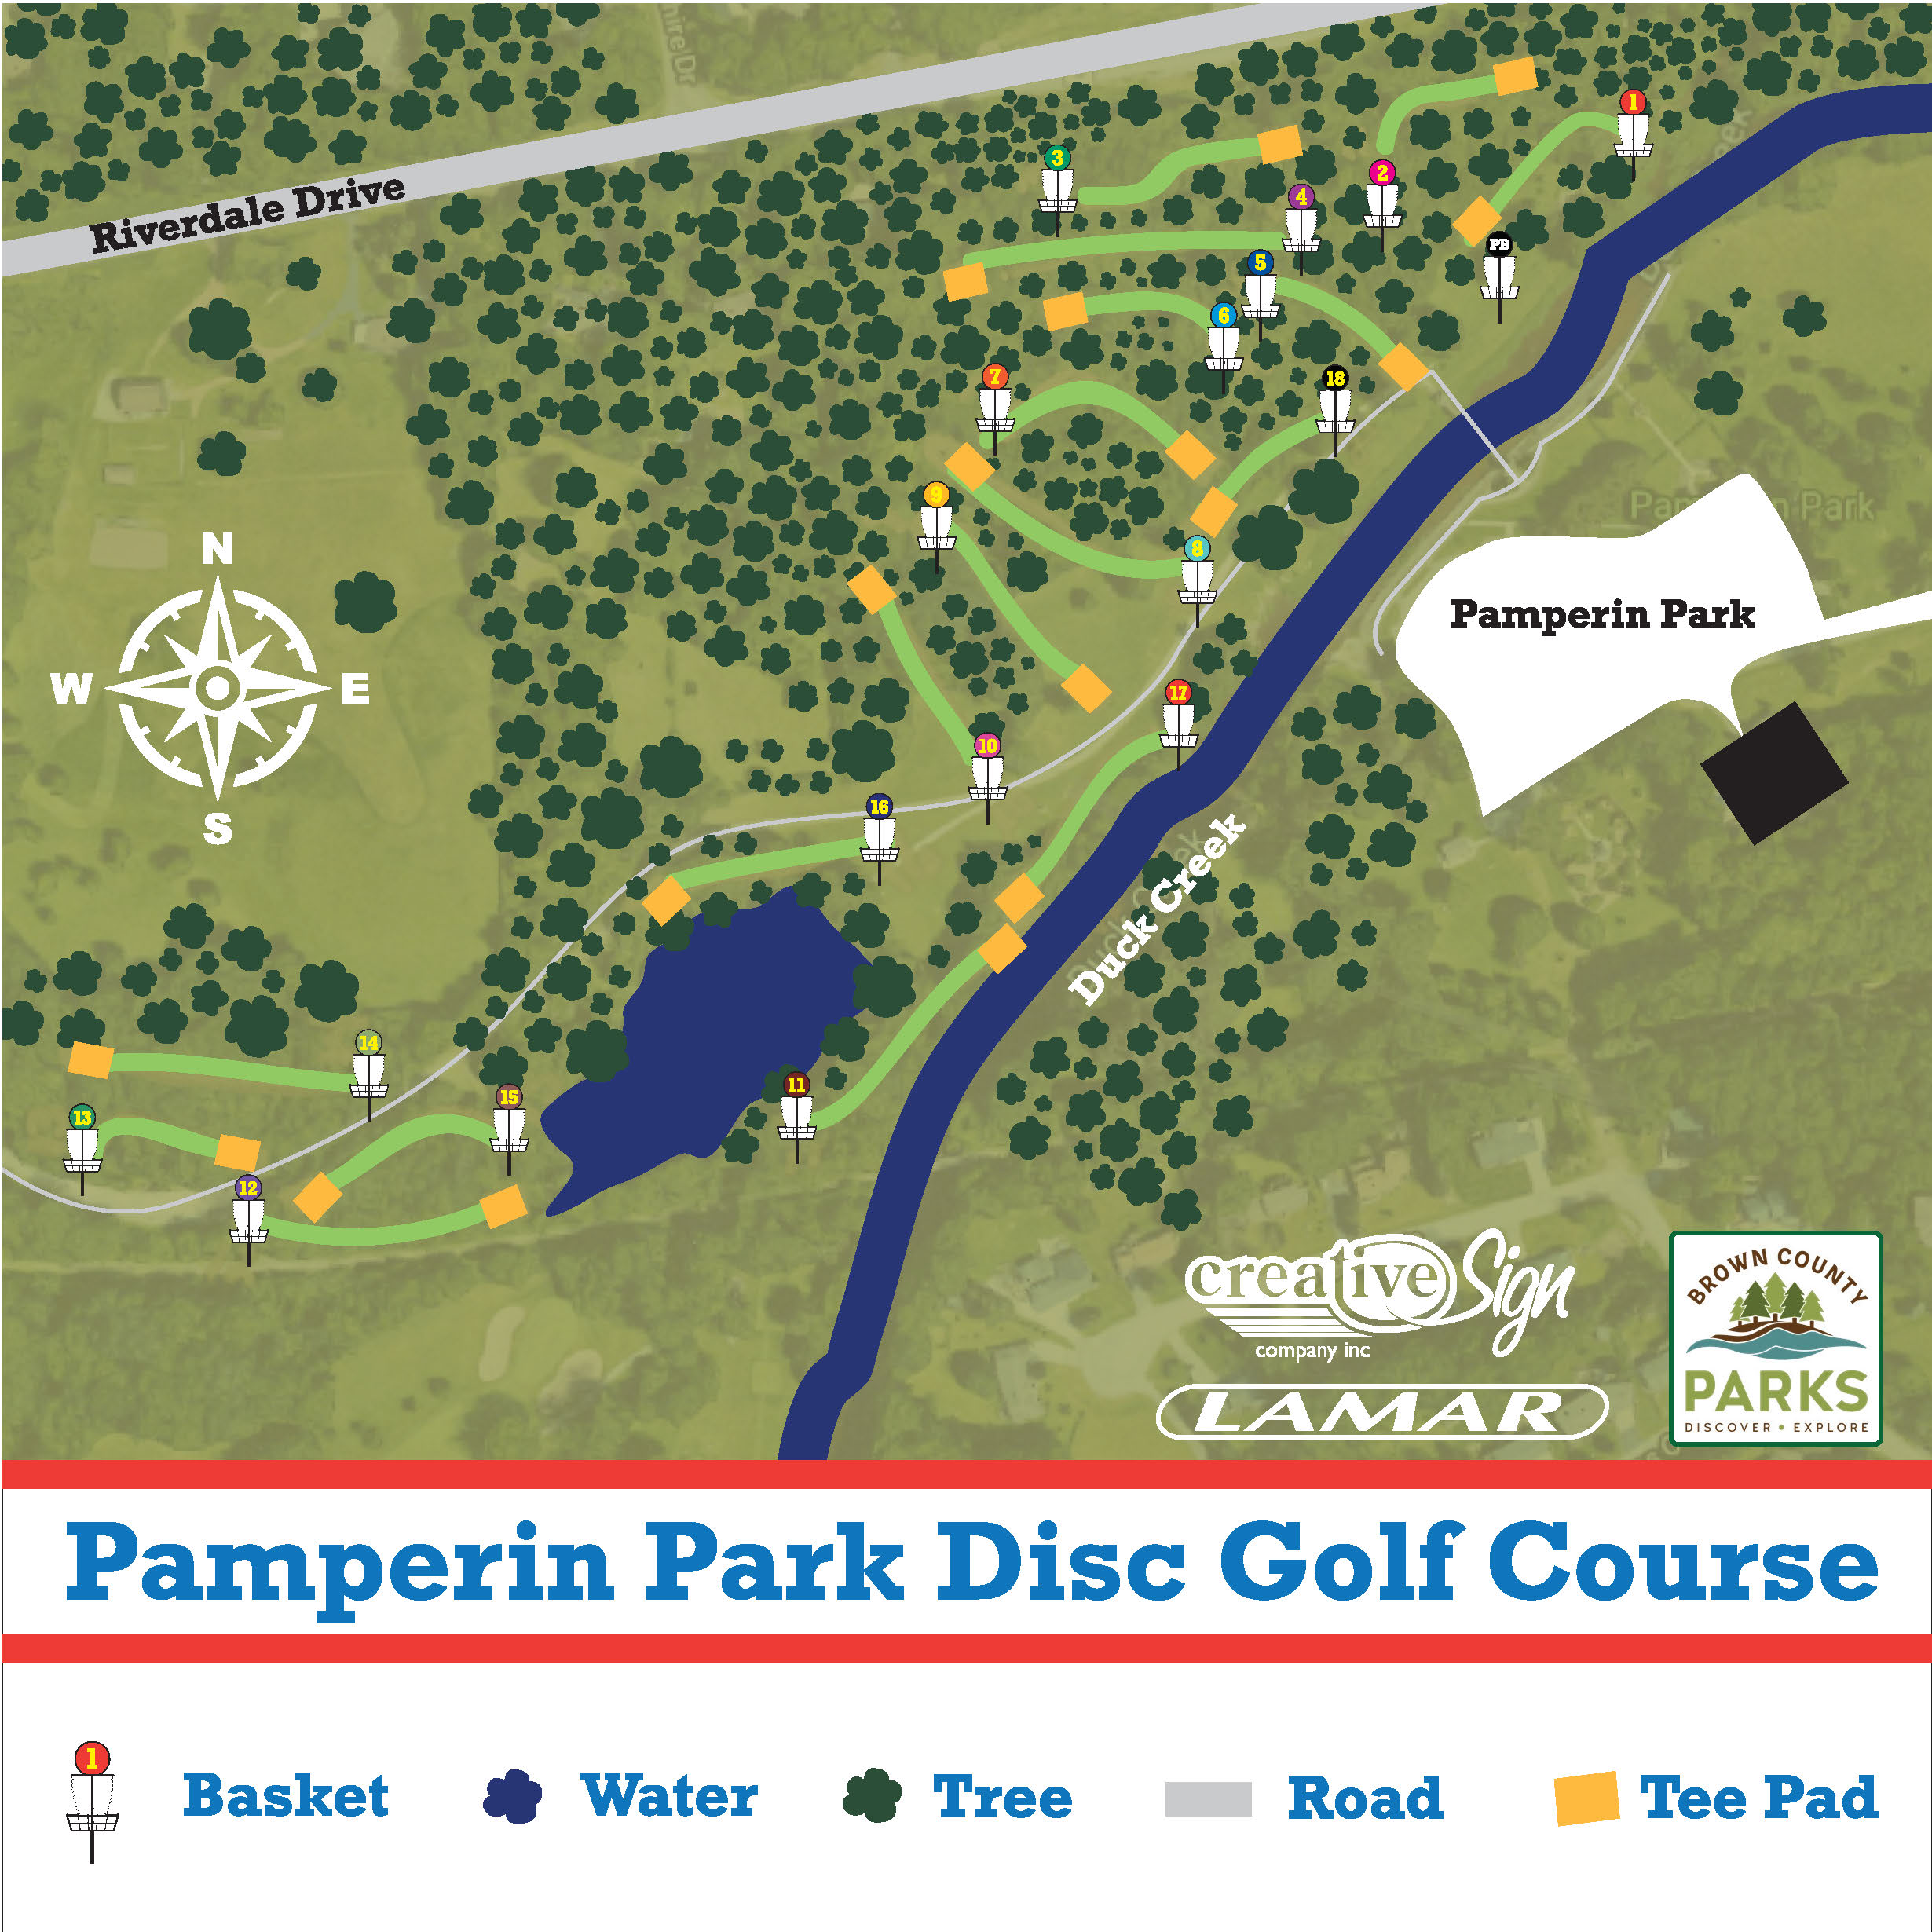 Riverdale Drive
1
2
3
4
PB
5
6
7
18
9
8
N
W
E
S
Pamperin Park
Pamperin Park
17
10
16
Duck Creek
14
15
11
13
12
creative Sign
company inc
LAMAR
BROWN COUNTY
PARKS
DISCOVER • EXPLORE
Pamperin Park Disc Golf Course
1
Basket
Water
Tree
Road
Tee Pad